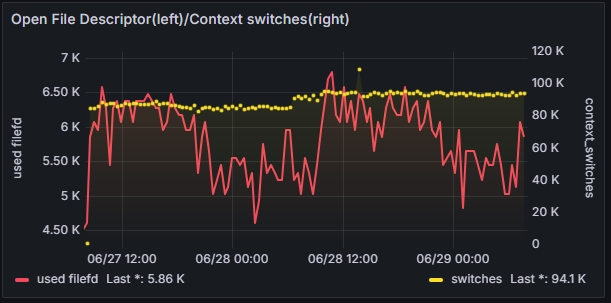 Open File Descriptor(left)/Context switches(right)
7 K
6.50 K
6 K
5.50 K
5 K
4.50 K
used filefd
120 K
100 K
80 K
60 K
40 K
20 K
0
context_switches
06/27 12:00 06/28 00:00 06/28 12:00 06/29 00:00
used filefd Last *: 5.86 K switches Last *: 94.1 K